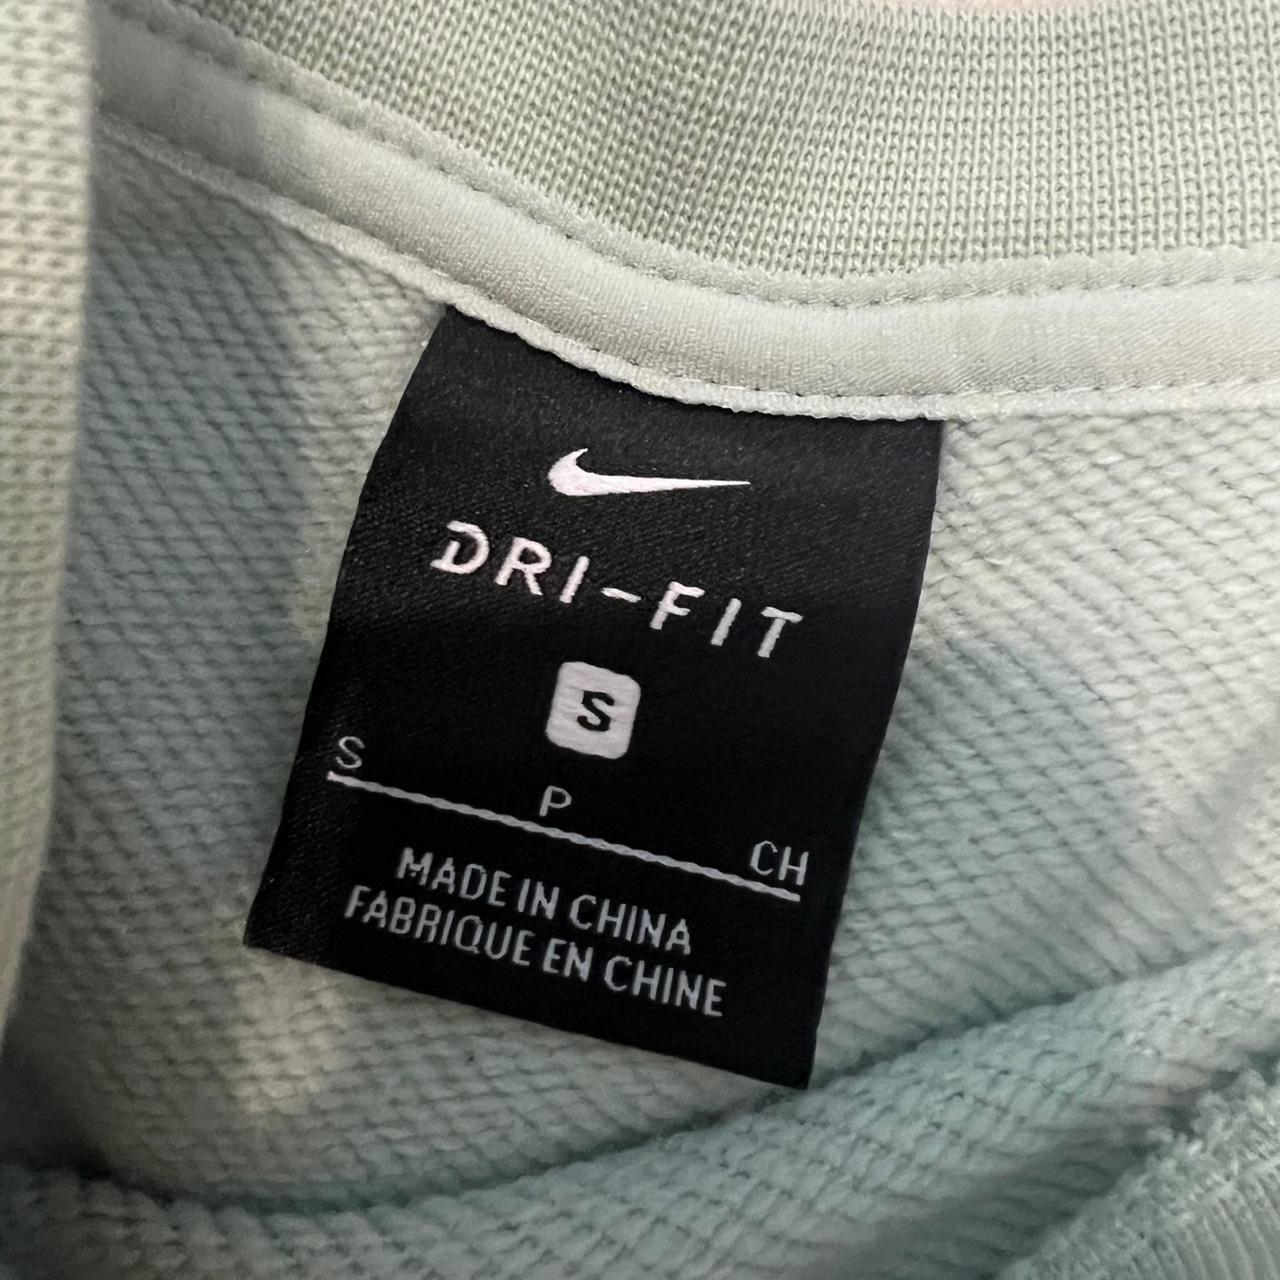 DRI-FIT
S
S P CH
MADE IN CHINA
FABRIQUE EN CHINE